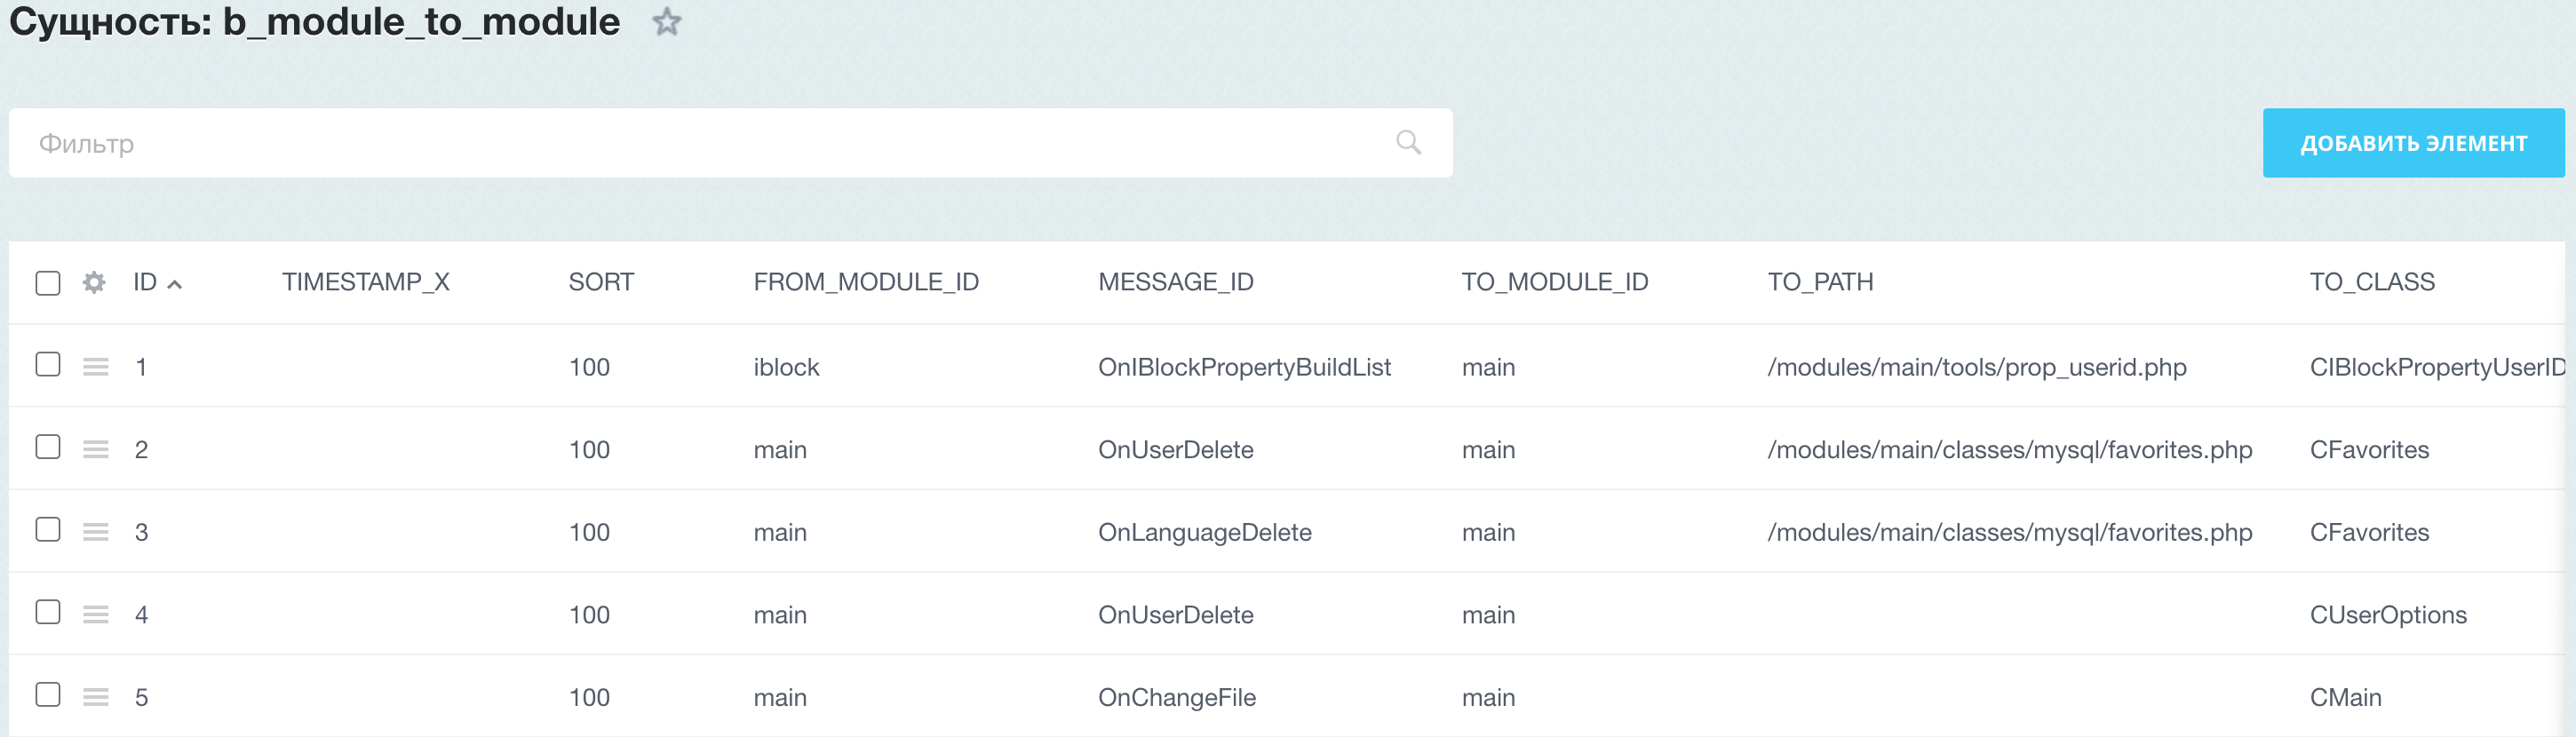 Сущность: b_module_to_module
Фильтр
ДОБАВИТЬ ЭЛЕМЕНТ
ID TIMESTAMP_X SORT FROM_MODULE_ID MESSAGE_ID TO_MODULE_ID TO_PATH TO_CLASS
1 100 iblock OnIBlockPropertyBuildList main /modules/main/tools/prop_userid.php CIBlockPropertyUserID
2 100 main OnUserDelete main /modules/main/classes/mysql/favorites.php CFavorites
3 100 main OnLanguageDelete main /modules/main/classes/mysql/favorites.php CFavorites
4 100 main OnUserDelete main CUserOptions
5 100 main OnChangeFile main CMain